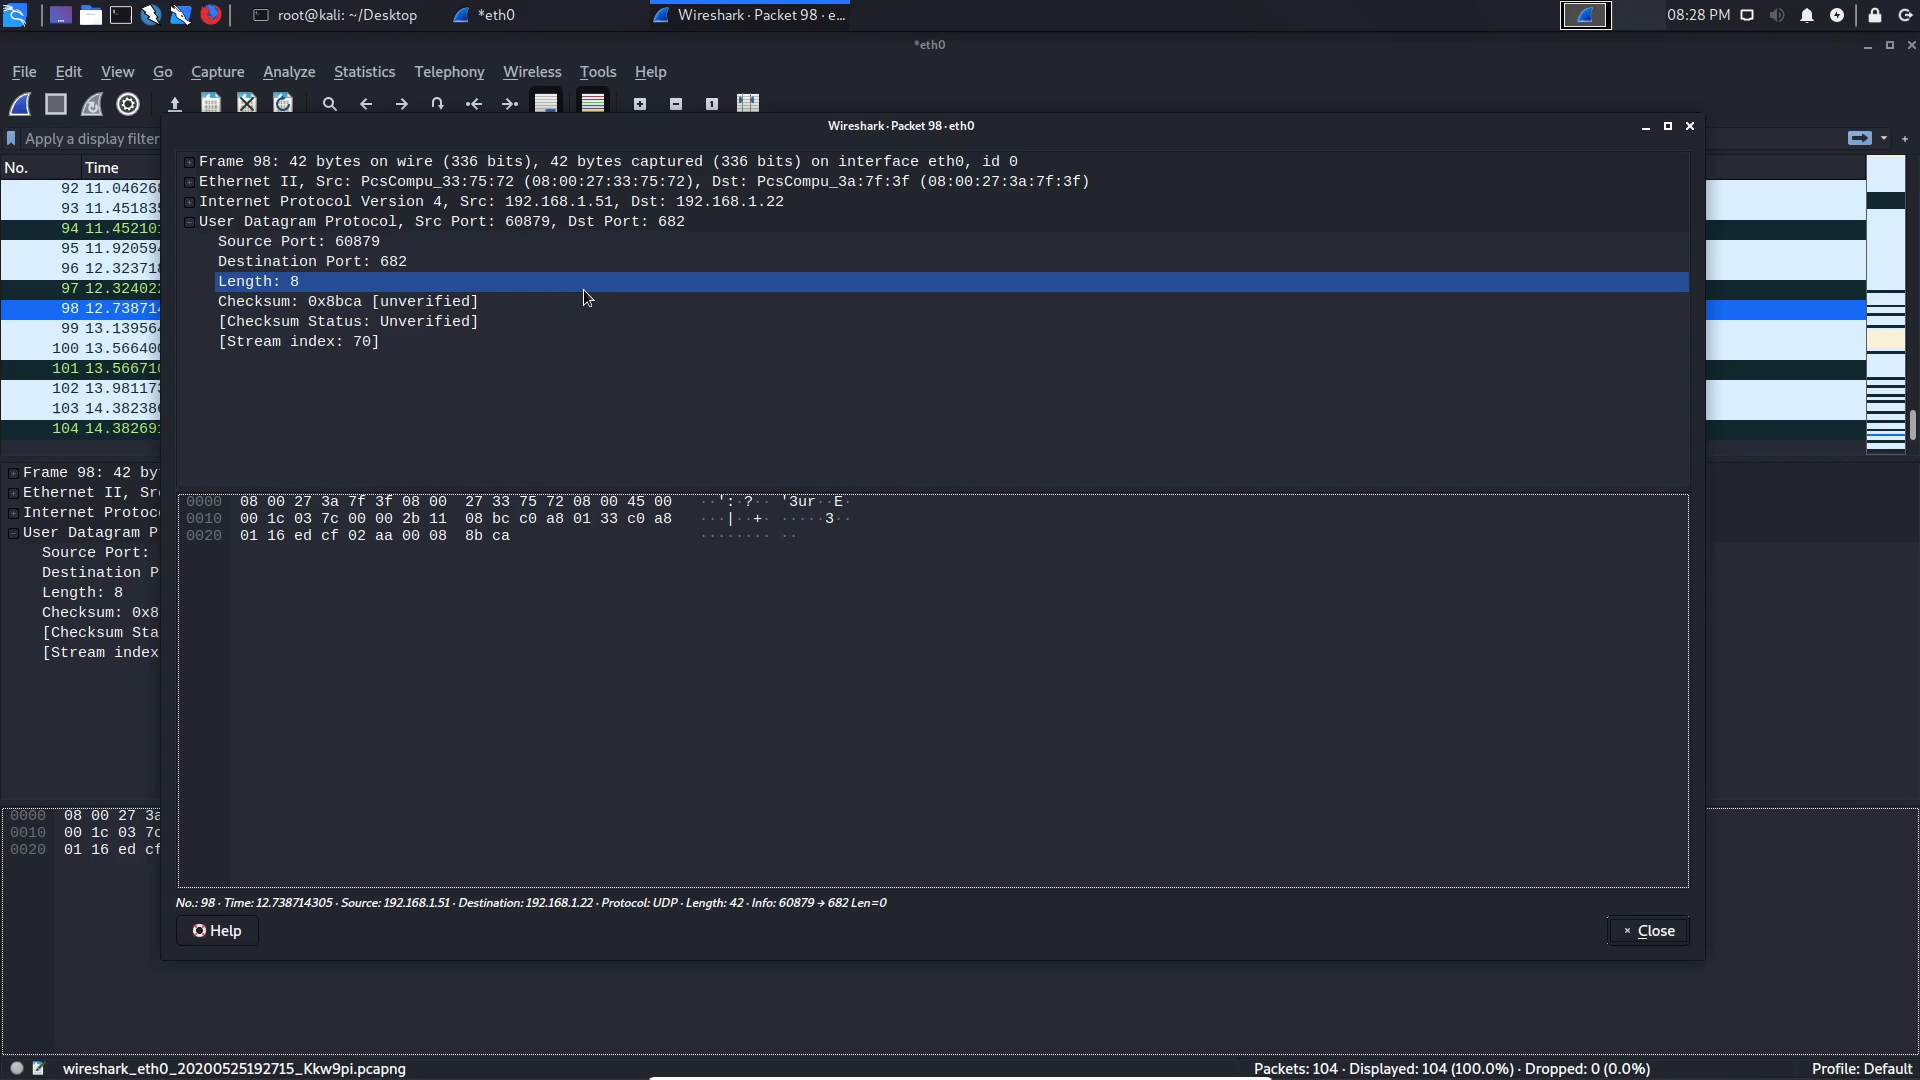 root@kali: ~/Desktop
*eth0
Wireshark · Packet 98 · e...
08:28 PM
*eth0
File Edit View Go Capture Analyze Statistics Telephony Wireless Tools Help
Apply a display filter
Wireshark · Packet 98 · eth0
No. Time
92 11.04626
93 11.45183
94 11.45210
95 11.92059
96 12.32371
97 12.32402
98 12.73871
99 13.13956
100 13.56640
101 13.56671
102 13.98117
103 14.38238
104 14.38269
Frame 98: 42 bytes on wire (336 bits), 42 bytes captured (336 bits) on interface eth0, id 0
Ethernet II, Src: PcsCompu_33:75:72 (08:00:27:33:75:72), Dst: PcsCompu_3a:7f:3f (08:00:27:3a:7f:3f)
Internet Protocol Version 4, Src: 192.168.1.51, Dst: 192.168.1.22
User Datagram Protocol, Src Port: 60879, Dst Port: 682
Source Port: 60879
Destination Port: 682
Length: 8
Checksum: 0x8bca [unverified]
[Checksum Status: Unverified]
[Stream index: 70]
Frame 98: 42 by
Ethernet II, Sr
Internet Protoc
User Datagram P
Source Port:
Destination P
Length: 8
Checksum: 0x8
[Checksum Sta
[Stream index
0000 08 00 27 3a 7f 3f 08 00 27 33 75 72 08 00 45 00 ··':·?·· '3ur··E·
0010 00 1c 03 7c 00 00 2b 11 08 bc c0 a8 01 33 c0 a8 ···|··+· ·····3··
0020 01 16 ed cf 02 aa 00 08 8b ca ········ ··
0000 08 00 27 3a
0010 00 1c 03 7c
0020 01 16 ed cf
No.: 98 · Time: 12.738714305 · Source: 192.168.1.51 · Destination: 192.168.1.22 · Protocol: UDP · Length: 42 · Info: 60879 → 682 Len=0
Help
Close
wireshark_eth0_20200525192715_Kkw9pi.pcapng
Packets: 104 · Displayed: 104 (100.0%) · Dropped: 0 (0.0%)
Profile: Default